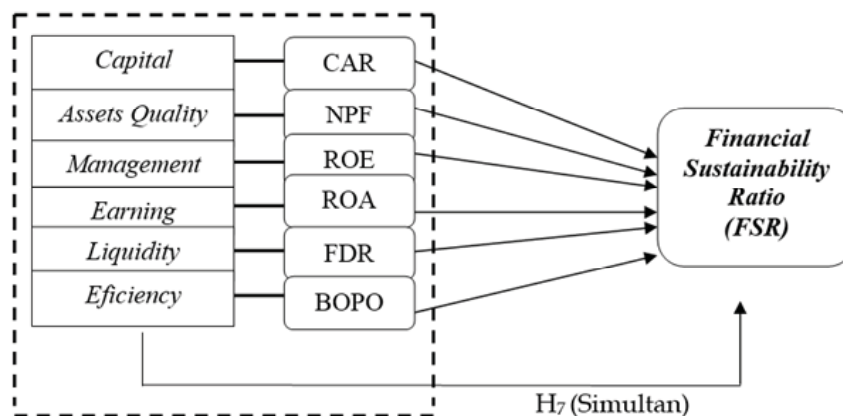 Capital
CAR
Assets Quality
NPF
Management
ROE
Earning
ROA
Liquidity
FDR
Eficiency
BOPO
Financial
Sustainability
Ratio
(FSR)
H₇ (Simultan)